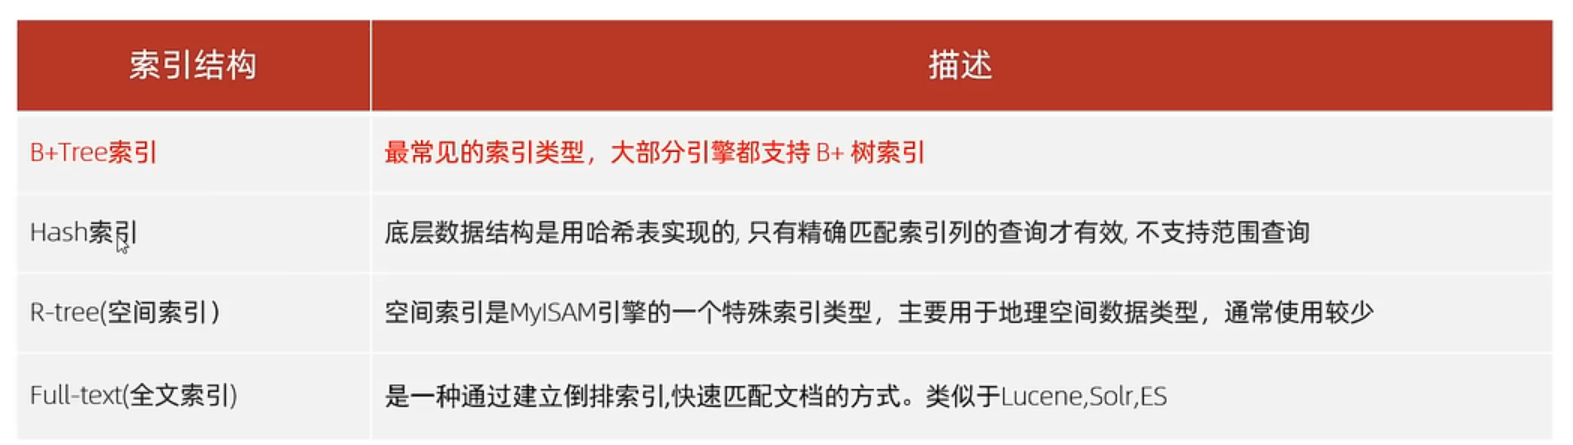 索引结构 描述
B+Tree索引 最常见的索引类型，大部分引擎都支持 B+ 树索引
Hash索引 底层数据结构是用哈希表实现的, 只有精确匹配索引列的查询才有效, 不支持范围查询
R-tree(空间索引） 空间索引是MyISAM引擎的一个特殊索引类型，主要用于地理空间数据类型，通常使用较少
Full-text(全文索引) 是一种通过建立倒排索引,快速匹配文档的方式。类似于Lucene,Solr,ES